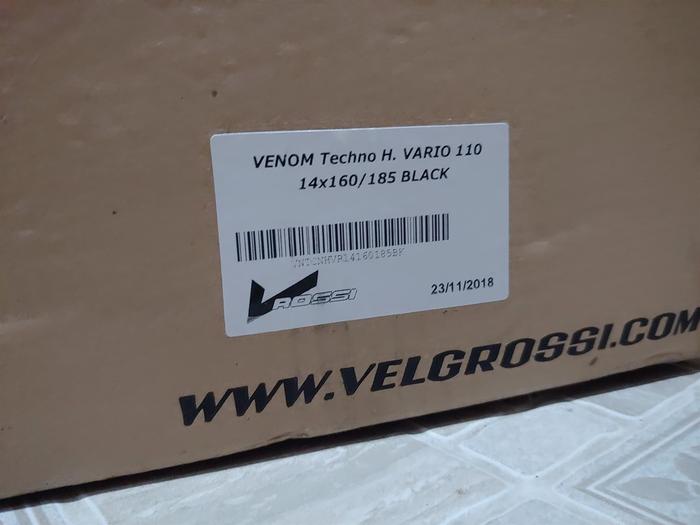 VENOM Techno H. VARIO 110
14x160/185 BLACK
VNTCNHVR14160185BK
V ROSSI
23/11/2018
WWW.VELGROSSI.COM